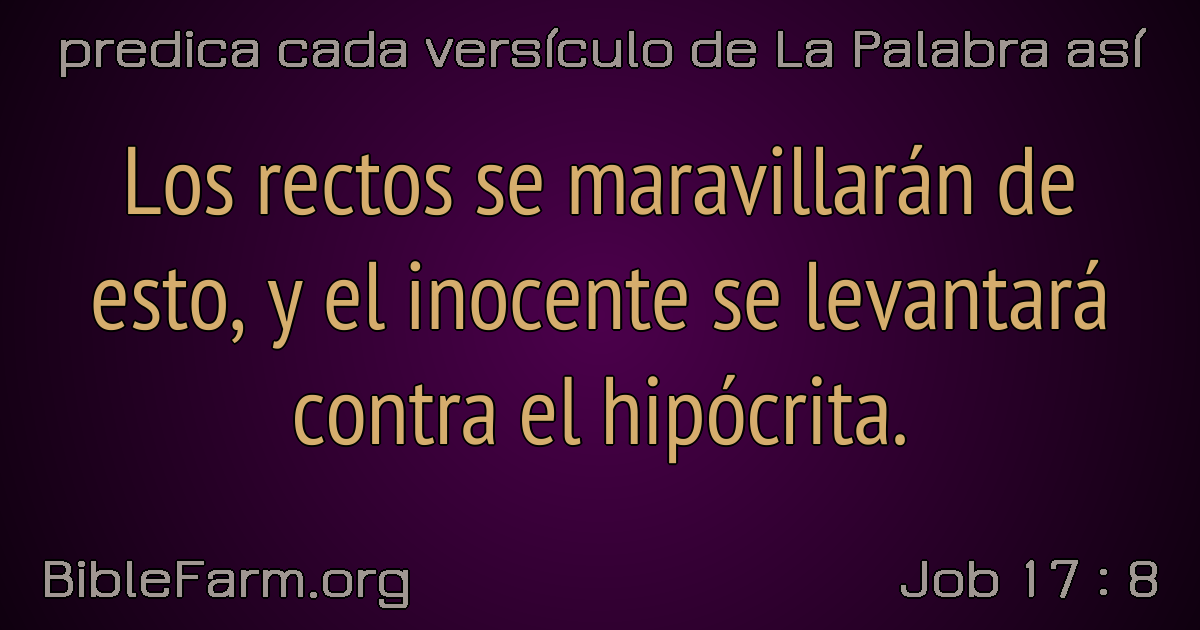 predica cada versículo de La Palabra así
Los rectos se maravillarán de
esto, y el inocente se levantará
contra el hipócrita.
BibleFarm.org
Job 17 : 8